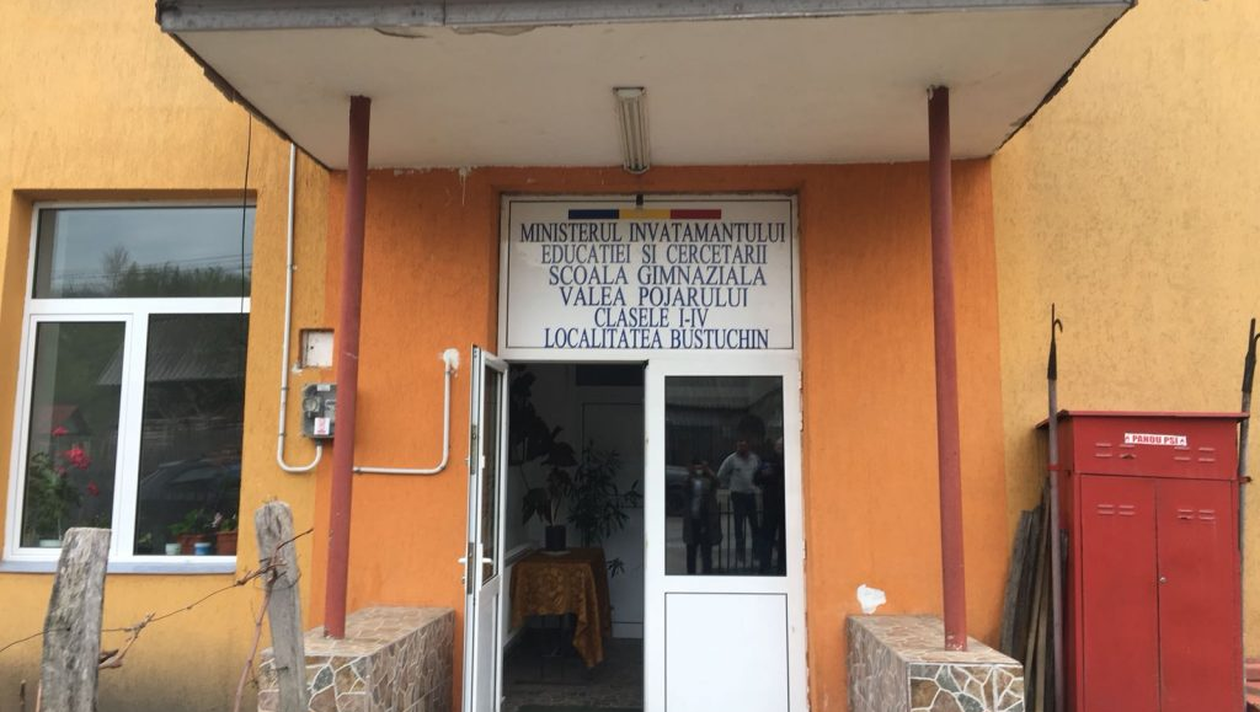 MINISTERUL INVATAMANTULUI
EDUCATIEI SI CERCETARII
SCOALA GIMNAZIALA
VALEA POJARULUI
CLASELE I-IV
LOCALITATEA BUSTUCHIN
PANOU PSI